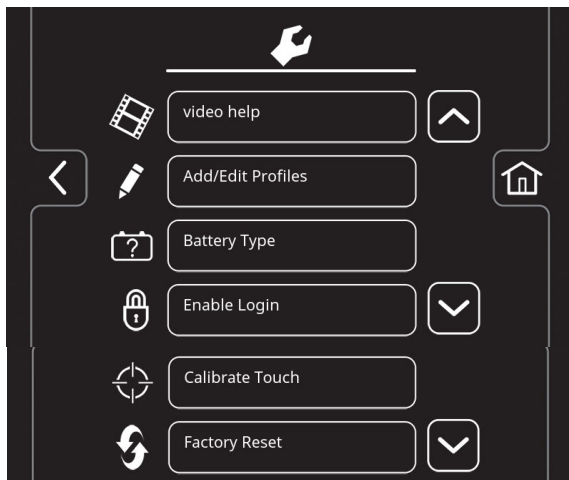 video help
Add/Edit Profiles
Battery Type
Enable Login
Calibrate Touch
Factory Reset